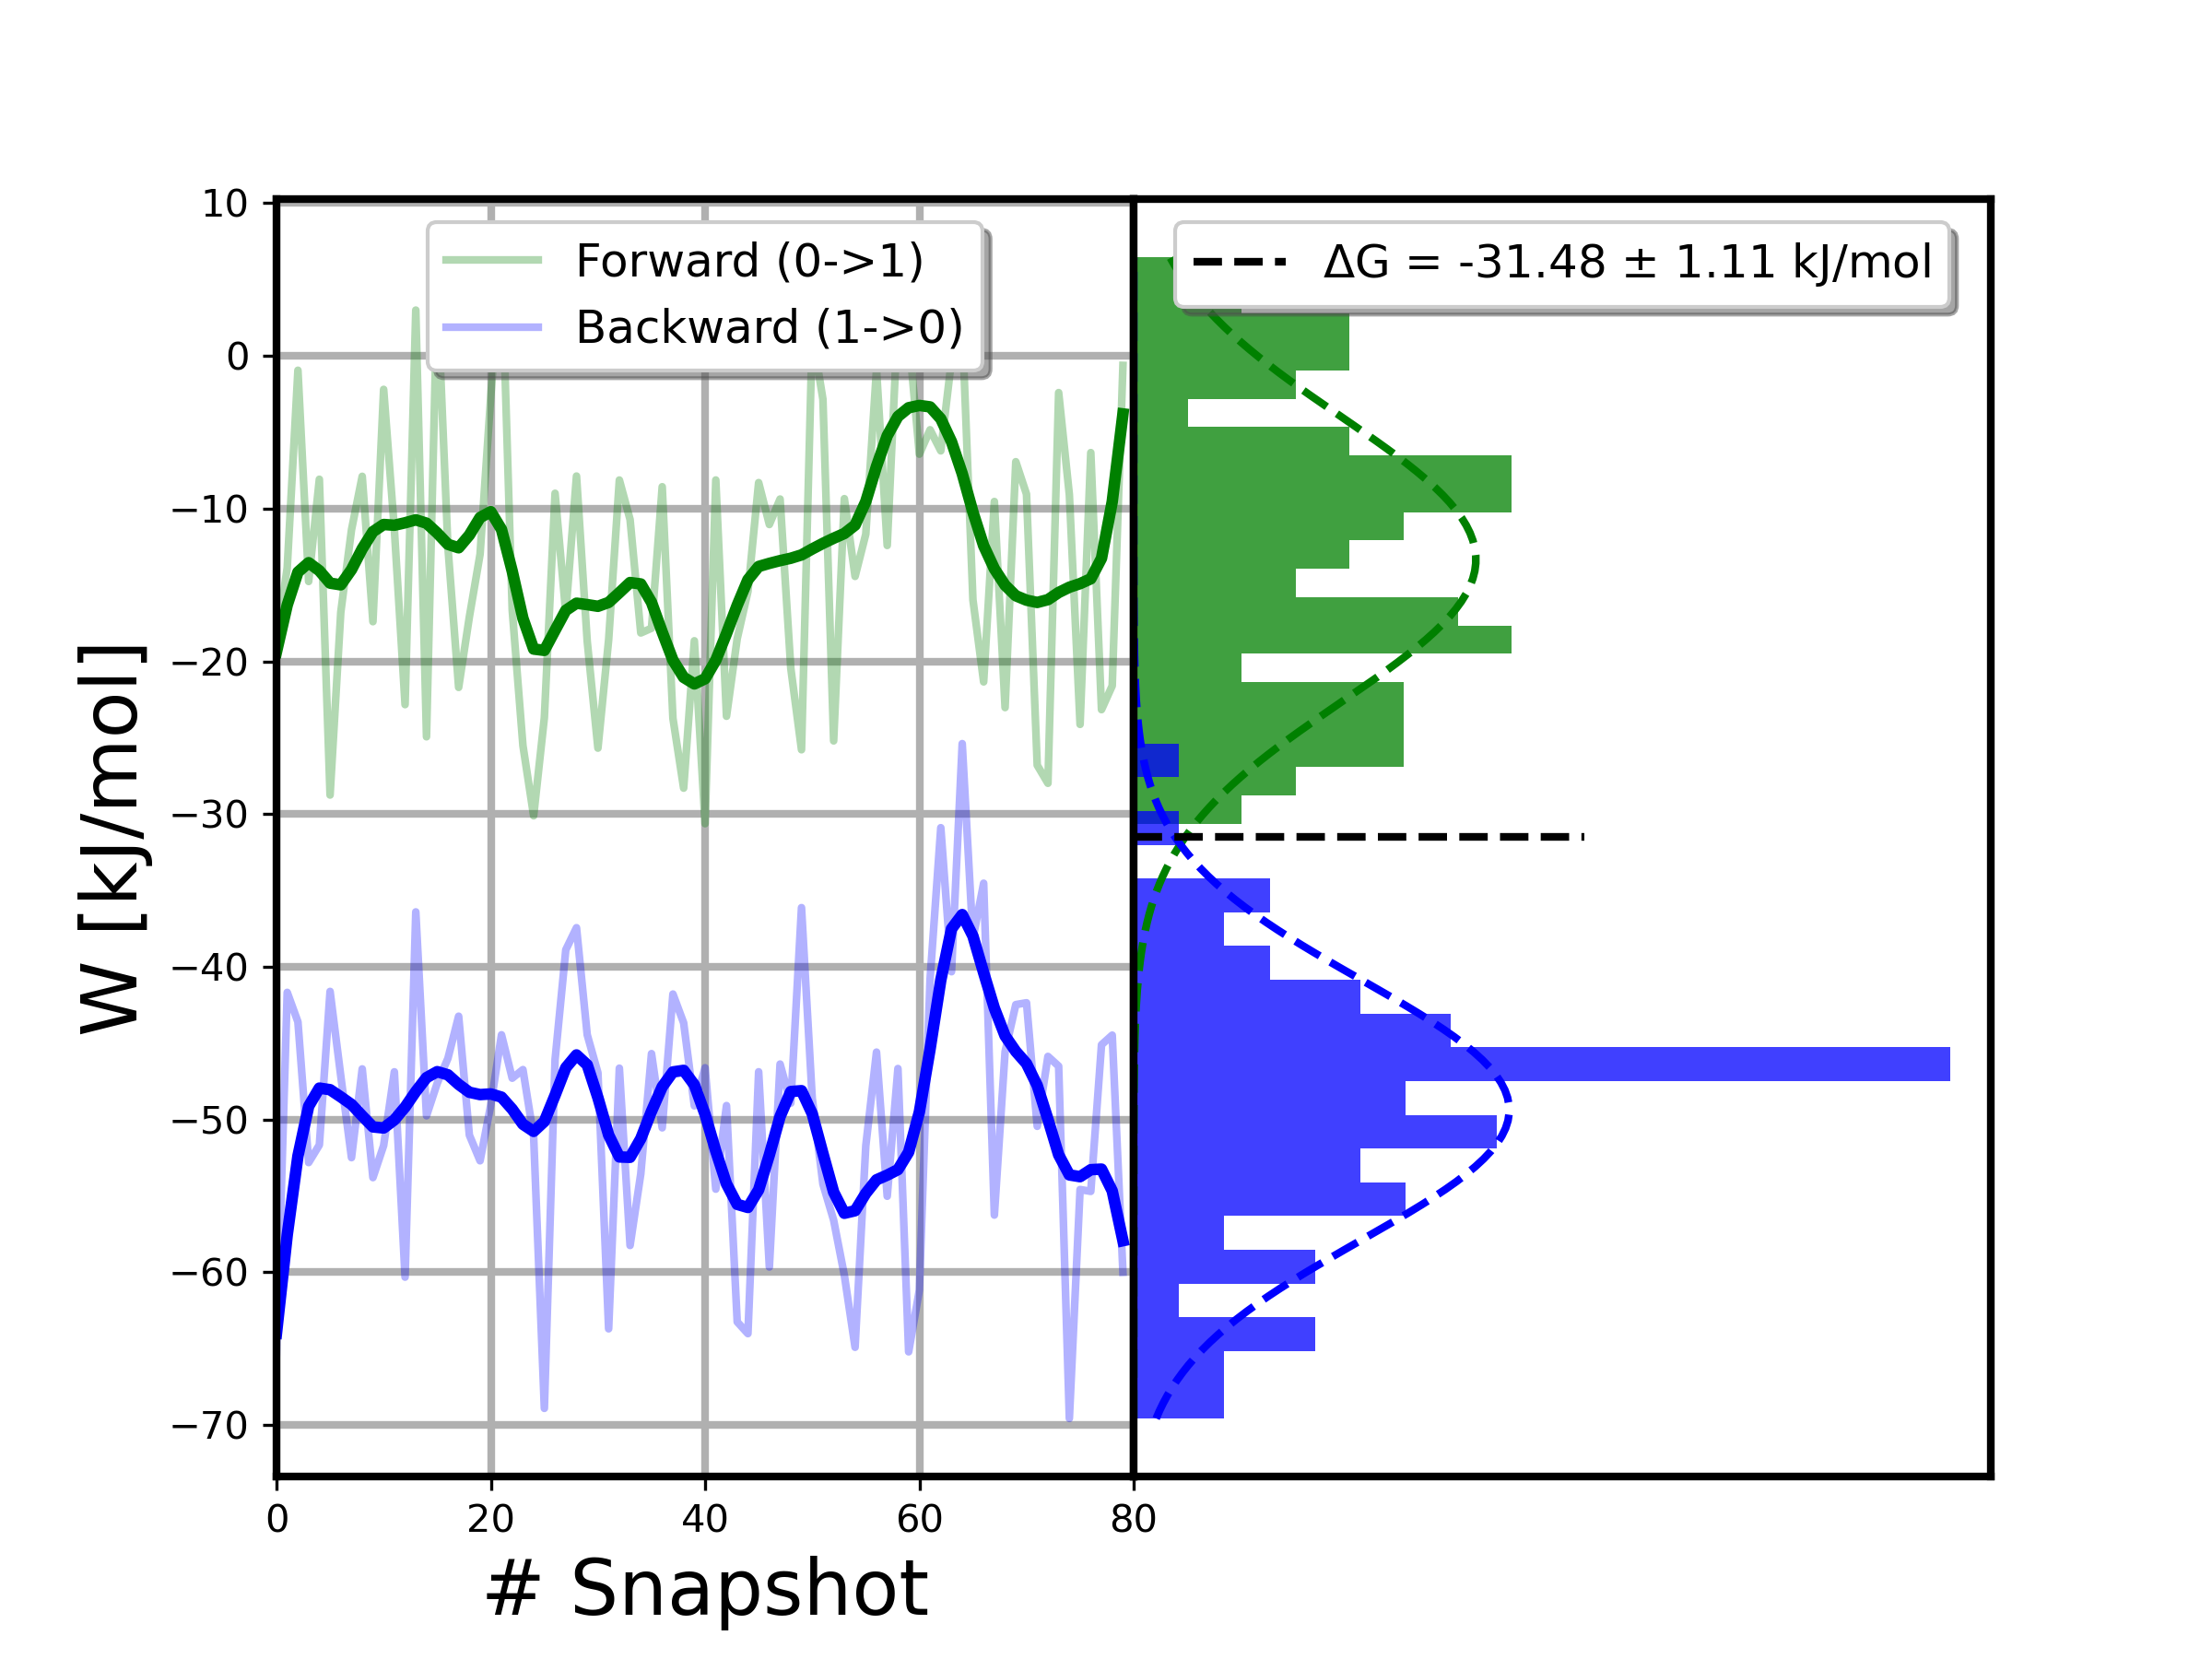 10
0
−10
−20
−30
−40
−50
−60
−70
W [kJ/mol]
Forward (0->1)
Backward (1->0)
ΔG = -31.48 ± 1.11 kJ/mol
0 20 40 60 80
# Snapshot